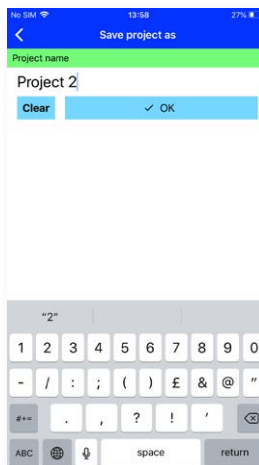 No SIM 13:58 27%
Save project as
Project name
Project 2
Clear ✓ OK
“2”
1 2 3 4 5 6 7 8 9 0
- / : ; ( ) £ & @ "
#+= . , ? ! '
ABC space return